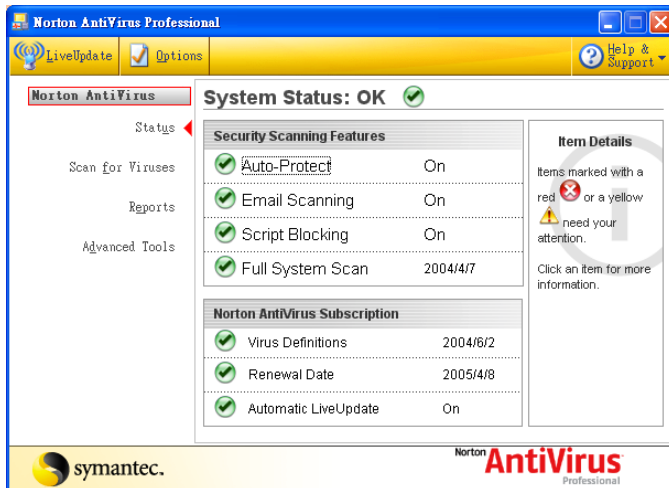 Norton AntiVirus Professional
LiveUpdate Options Help & Support
Norton AntiVirus
Status
Scan for Viruses
Reports
Advanced Tools
System Status: OK
Security Scanning Features
Auto-Protect On
Email Scanning On
Script Blocking On
Full System Scan 2004/4/7
Norton AntiVirus Subscription
Virus Definitions 2004/6/2
Renewal Date 2005/4/8
Automatic LiveUpdate On
Item Details
Items marked with a
red or a yellow
need your
attention.
Click an item for more
information.
symantec.
Norton
AntiVirus
Professional